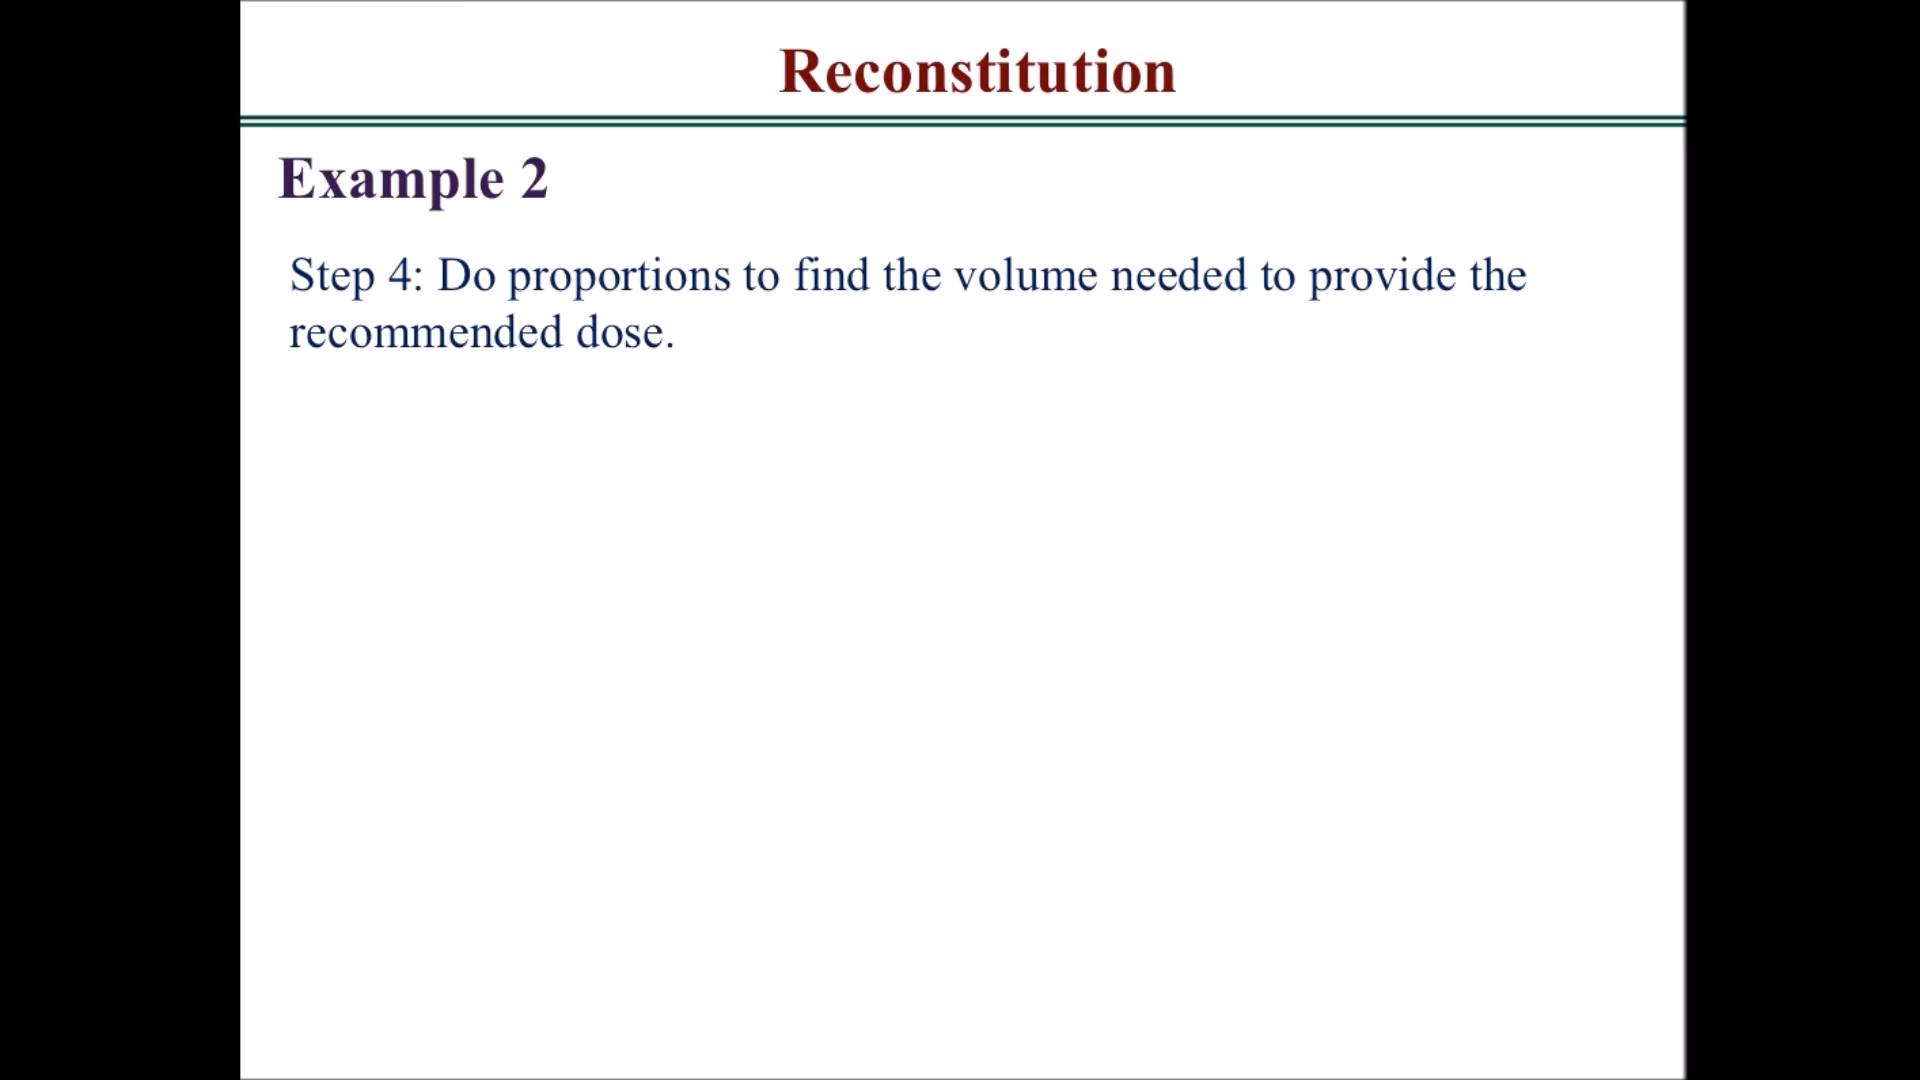 Reconstitution
Example 2
Step 4: Do proportions to find the volume needed to provide the
recommended dose.